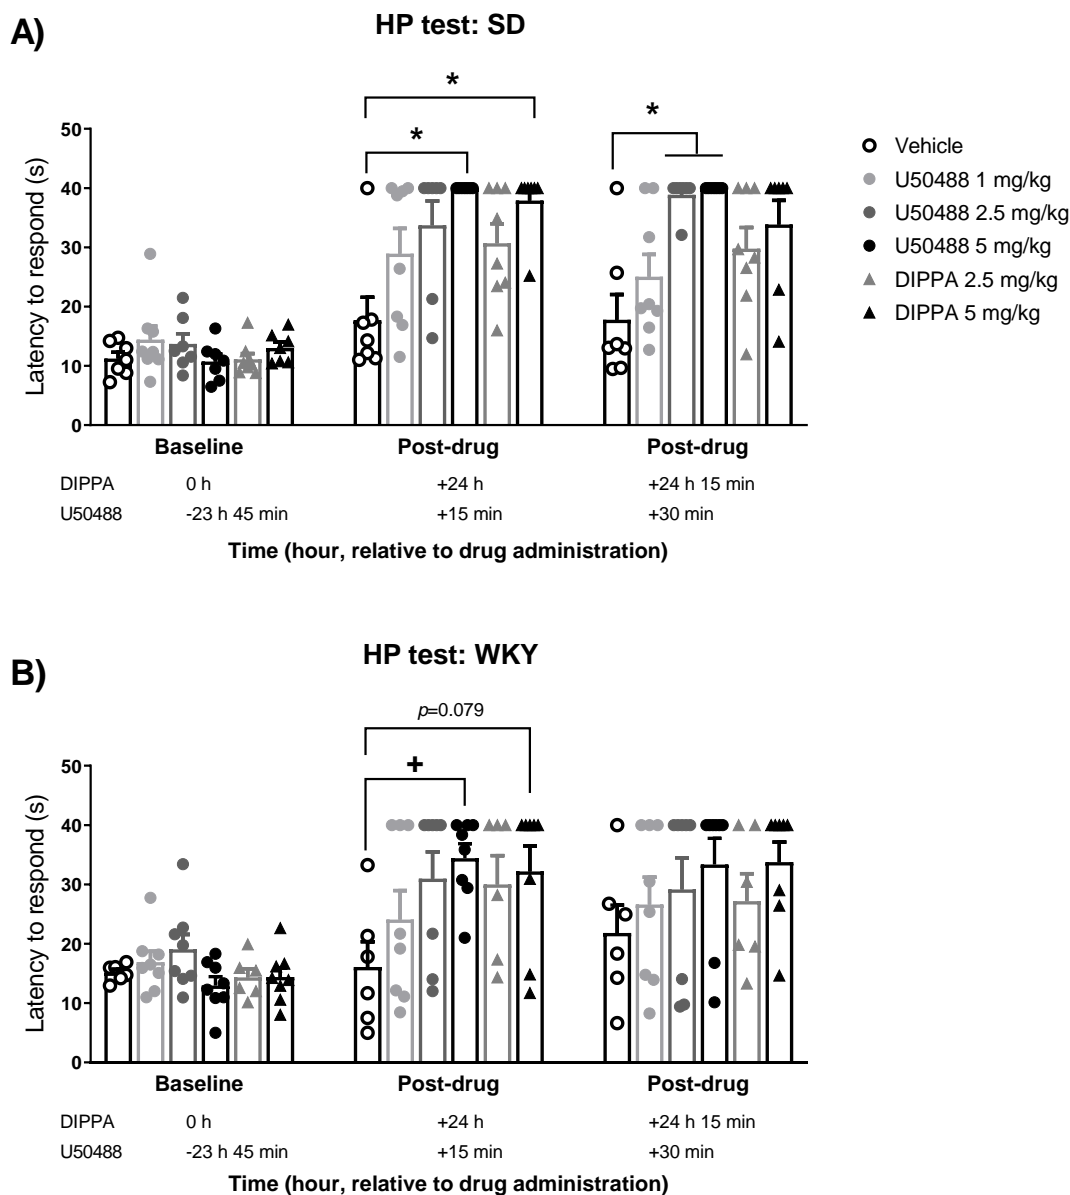 A)
HP test: SD
*
*
*
50
40
30
20
10
0
Latency to respond (s)
Vehicle
U50488 1 mg/kg
U50488 2.5 mg/kg
U50488 5 mg/kg
DIPPA 2.5 mg/kg
DIPPA 5 mg/kg
Baseline Post-drug Post-drug
DIPPA 0 h +24 h +24 h 15 min
U50488 -23 h 45 min +15 min +30 min
Time (hour, relative to drug administration)
B)
HP test: WKY
p=0.079
+
50
40
30
20
10
0
Latency to respond (s)
Baseline Post-drug Post-drug
DIPPA 0 h +24 h +24 h 15 min
U50488 -23 h 45 min +15 min +30 min
Time (hour, relative to drug administration)